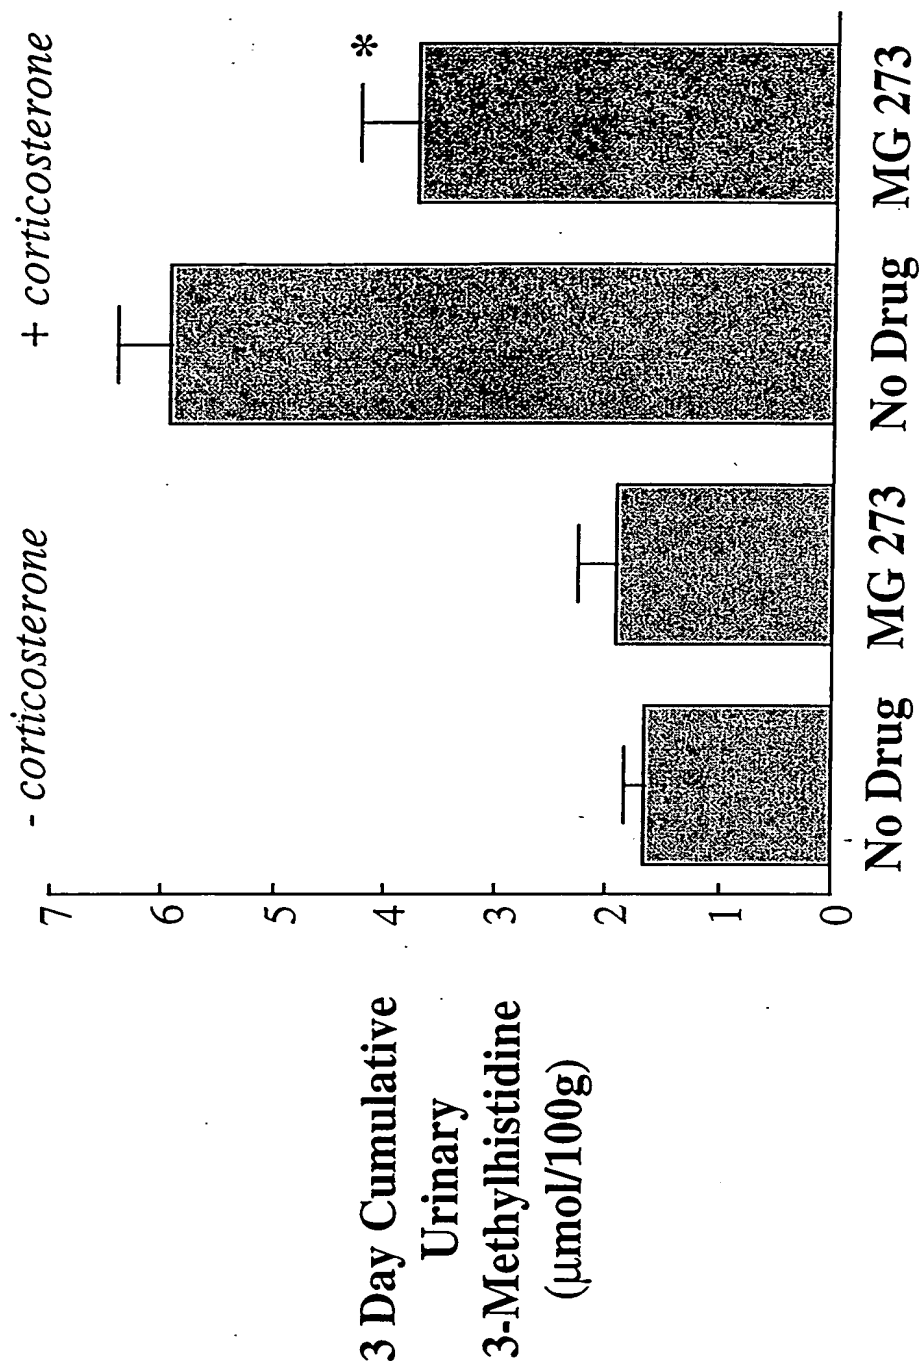 - corticosterone
+ corticosterone
*
7
6
5
4
3
2
1
0
3 Day Cumulative
Urinary
3-Methylhistidine
(μmol/100g)
No Drug
MG 273
No Drug
MG 273